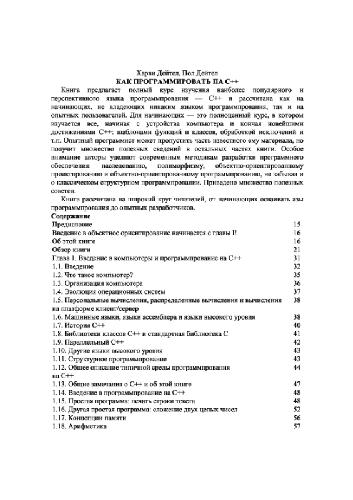 Харви Дейтел, Пол Дейтел
КАК ПРОГРАММИРОВАТЬ ПА С++
Книга предлагает полный курс изучения наиболее популярного и
перспективного языка программирования — С++ и рассчитана как на
начинающих, не владеющих никаким языком программирования, так и на
опытных пользователей. Для начинающих — это полноценный курс, в котором
изучается все, начиная с устройства компьютера и кончая новейшими
достижениями С++: шаблонами функций и классов, обработкой исключений и
т.п. Опытный программист может пропустить часть известного ему материала, но
получит множество полезных сведений в остальных частях книги. Особое
внимание авторы уделяют современным методикам разработки программного
обеспечения — наследованию, полиморфизму, объектно-ориентированному
проектированию и объектно-ориентированному программированию, не забывая и
о классическом структурном программировании. Приведено множество полезных
советов.
Книга рассчитана на широкий круг читателей, от начинающих осваивать азы
программирования до опытных разработчиков.
Содержание
Предисловие 15
Введение в объектное ориентирование начинается с главы 1! 16
Об этой книге 16
Обзор книги 21
Глава 1. Введение в компьютеры и программирование на С++ 31
1.1. Введение 32
1.2. Что такое компьютер? 35
1.3. Организация компьютера 36
1.4. Эволюция операционных систем 37
1.5. Персональные вычисления, распределенные вычисления и вычисления 38
на платформе клиент/сервер
1.6. Машинные языки, языки ассемблера и языки высокого уровня 38
1.7. История С++ 40
1.8. Библиотеки классов С++ и стандартная библиотека С 41
1.9. Параллельный С++ 42
1.10. Другие языки высокого уровня 43
1.11. Структурное программирование 43
1.12. Общее описание типичной среды программирования 44
на С++
1.13. Общие замечания о С++ и об этой книге 47
1.14. Введение в программирование на С++ 48
1.15. Простая программа: печать строки текста 48
1.16. Другая простая программа: сложение двух целых чисел 52
1.17. Концепции памяти 56
1.18. Арифметика 57